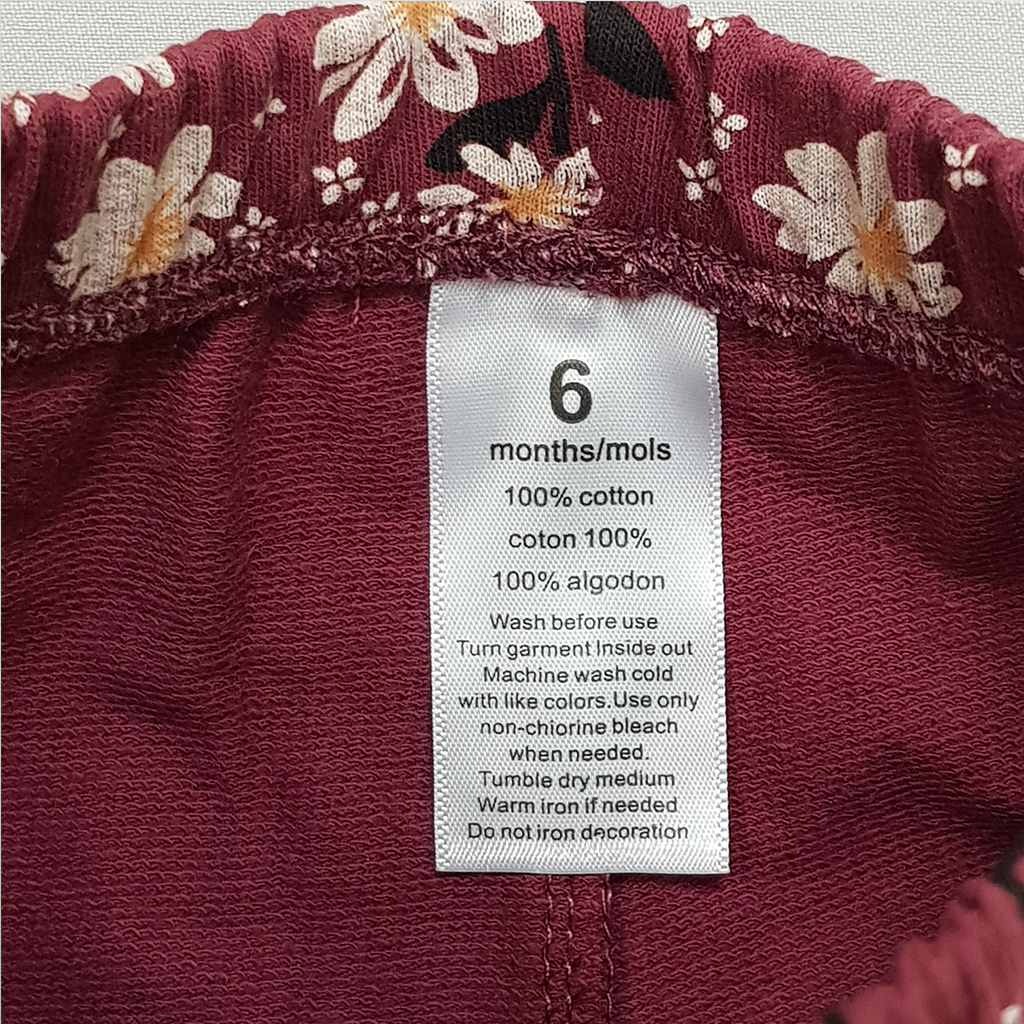 6
months/mols
100% cotton
coton 100%
100% algodon
Wash before use
Turn garment Inside out
Machine wash cold
with like colors.Use only
non-chiorine bleach
when needed.
Tumble dry medium
Warm iron if needed
Do not iron decoration